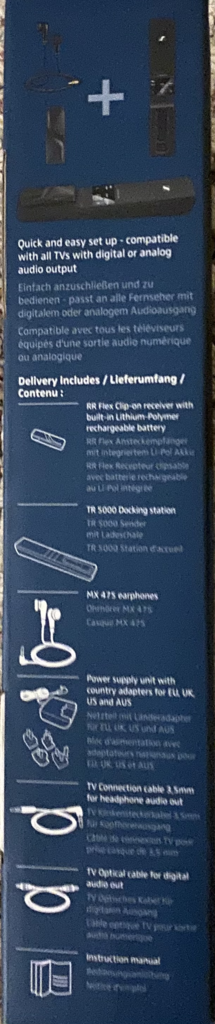 Quick and easy set up - compatible
with all TVs with digital or analog
audio output
Einfach anzuschließen und zu
bedienen - passt an alle Fernseher mit
digitalem oder analogem Audioausgang
Compatible avec tous les téléviseurs
équipés d'une sortie audio numérique
ou analogique
Delivery includes / Lieferumfang /
Contenu :
RR Flex Clip-on receiver with
built-in Lithium-Polymer
rechargeable battery
RR Flex Ansteckempfänger
mit integriertem Li-Pol Akku
RR Flex Récepteur clipsable
avec batterie rechargeable
au Li-Pol intégrée
TR 5000 Docking station
TR 5000 Sender
mit Ladeschale
TR 5000 Station d'accueil
MX 475 earphones
Ohrhörer MX 475
Casque MX 475
Power supply unit with
country adapters for EU, UK,
US and AUS
Netzteil mit Länderadapter
für EU, UK, US und AUS
Bloc d'alimentation avec
adaptateurs nationaux pour
EU, UK, US et AUS
TV Connection cable 3,5mm
for headphone audio out
TV Klinkensteckerkabel 3,5mm
für Kopfhörerausgang
Câble de connexion TV pour
prise casque de 3,5 mm
TV Optical cable for digital
audio out
TV Optisches Kabel für
digitalen Ausgang
Câble optique TV pour sortie
audio numérique
Instruction manual
Bedienungsanleitung
Notice d'emploi